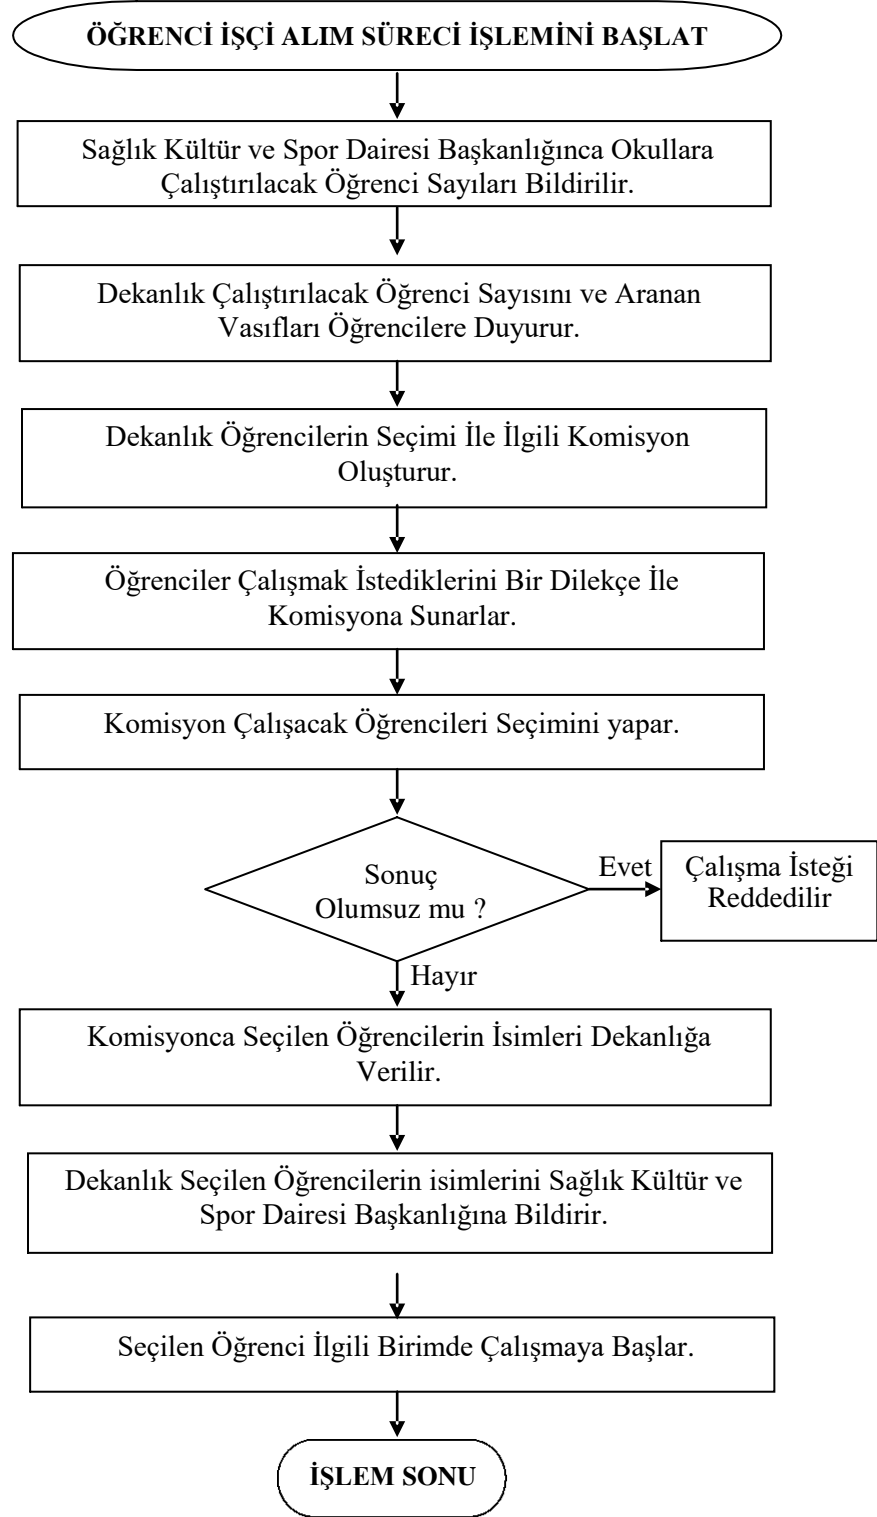 ÖĞRENCİ İŞÇİ ALIM SÜRECİ İŞLEMİNİ BAŞLAT
Sağlık Kültür ve Spor Dairesi Başkanlığınca Okullara
Çalıştırılacak Öğrenci Sayıları Bildirilir.
Dekanlık Çalıştırılacak Öğrenci Sayısını ve Aranan
Vasıfları Öğrencilere Duyurur.
Dekanlık Öğrencilerin Seçimi İle İlgili Komisyon
Oluşturur.
Öğrenciler Çalışmak İstediklerini Bir Dilekçe İle
Komisyona Sunarlar.
Komisyon Çalışacak Öğrencileri Seçimini yapar.
Sonuç
Olumsuz mu ?
Evet
Çalışma İsteği
Reddedilir
Hayır
Komisyonca Seçilen Öğrencilerin İsimleri Dekanlığa
Verilir.
Dekanlık Seçilen Öğrencilerin isimlerini Sağlık Kültür ve
Spor Dairesi Başkanlığına Bildirir.
Seçilen Öğrenci İlgili Birimde Çalışmaya Başlar.
İŞLEM SONU